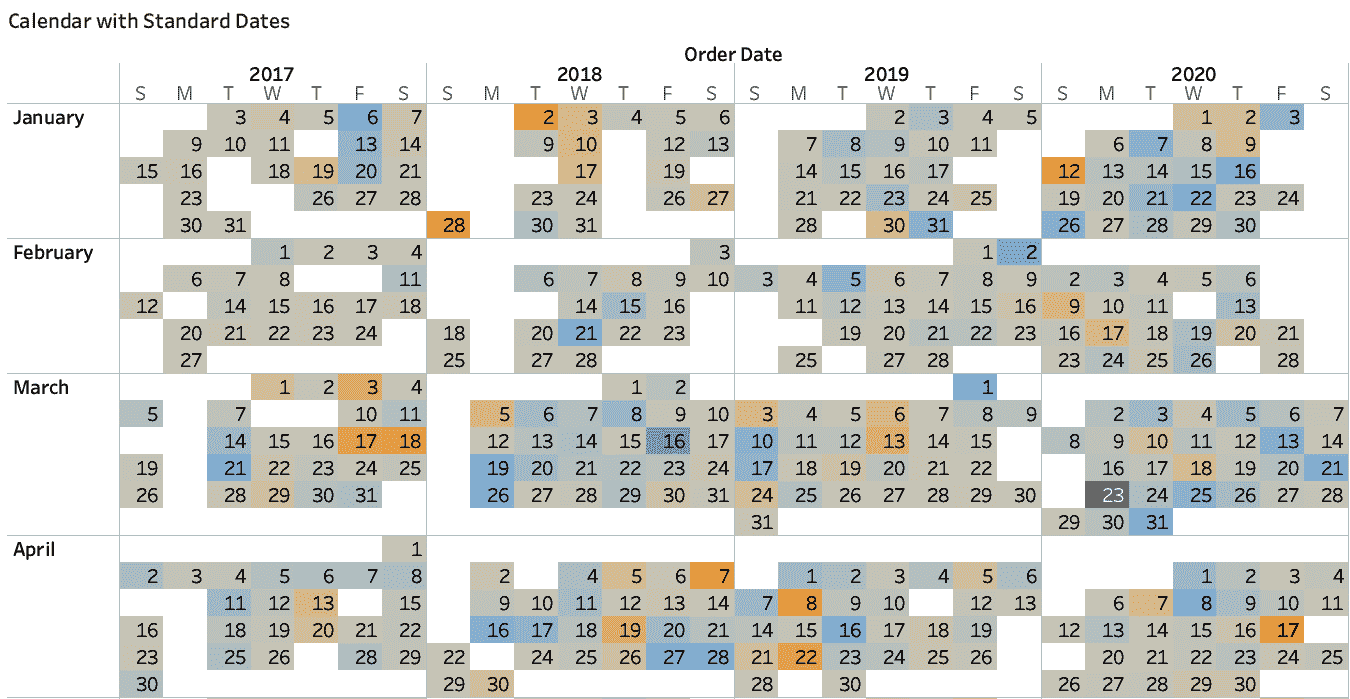 Calendar with Standard Dates
Order Date
2017 2018 2019 2020
S M T W T F S S M T W T F S S M T W T F S S M T W T F S
January 3 4 5 6 7 2 3 4 5 6 2 3 4 5 1 2 3
9 10 11 13 14 9 10 12 13 7 8 9 10 11 6 7 8 9
15 16 18 19 20 21 17 19 14 15 16 17 12 13 14 15 16
23 26 27 28 23 24 26 27 21 22 23 24 25 19 20 21 22 23 24
30 31 28 30 31 28 30 31 26 27 28 29 30
February 1 2 3 4 3 1 2
6 7 8 11 6 7 8 9 10 3 4 5 6 7 8 9 2 3 4 5 6
12 14 15 16 17 18 14 15 16 11 12 13 14 15 16 9 10 11 13
20 21 22 23 24 18 20 21 22 23 19 20 21 22 23 16 17 18 19 20 21
27 25 27 28 25 27 28 23 24 25 26 28
March 1 2 3 4 1 2 1
5 7 10 11 5 6 7 8 9 10 3 4 5 6 7 8 9 2 3 4 5 6 7
14 15 16 17 18 12 13 14 15 16 17 10 11 12 13 14 15 8 9 10 11 12 13 14
19 21 22 23 24 25 19 20 21 22 23 24 17 18 19 20 21 22 16 17 18 19 20 21
26 28 29 30 31 26 27 28 29 30 31 24 25 26 27 28 29 30 23 24 25 26 27 28
31 29 30 31
April 1
2 3 4 5 6 7 8 2 4 5 6 7 1 2 3 4 5 6 1 2 3 4
11 12 13 15 9 10 11 12 13 14 7 8 9 10 12 13 6 7 8 9 10 11
16 18 19 20 21 22 16 17 18 19 20 21 14 15 16 17 18 19 12 13 14 15 16 17
23 25 26 28 29 22 24 25 26 27 28 21 22 23 24 25 26 20 21 22 23 24 25
30 29 30 28 30 26 27 28 29 30